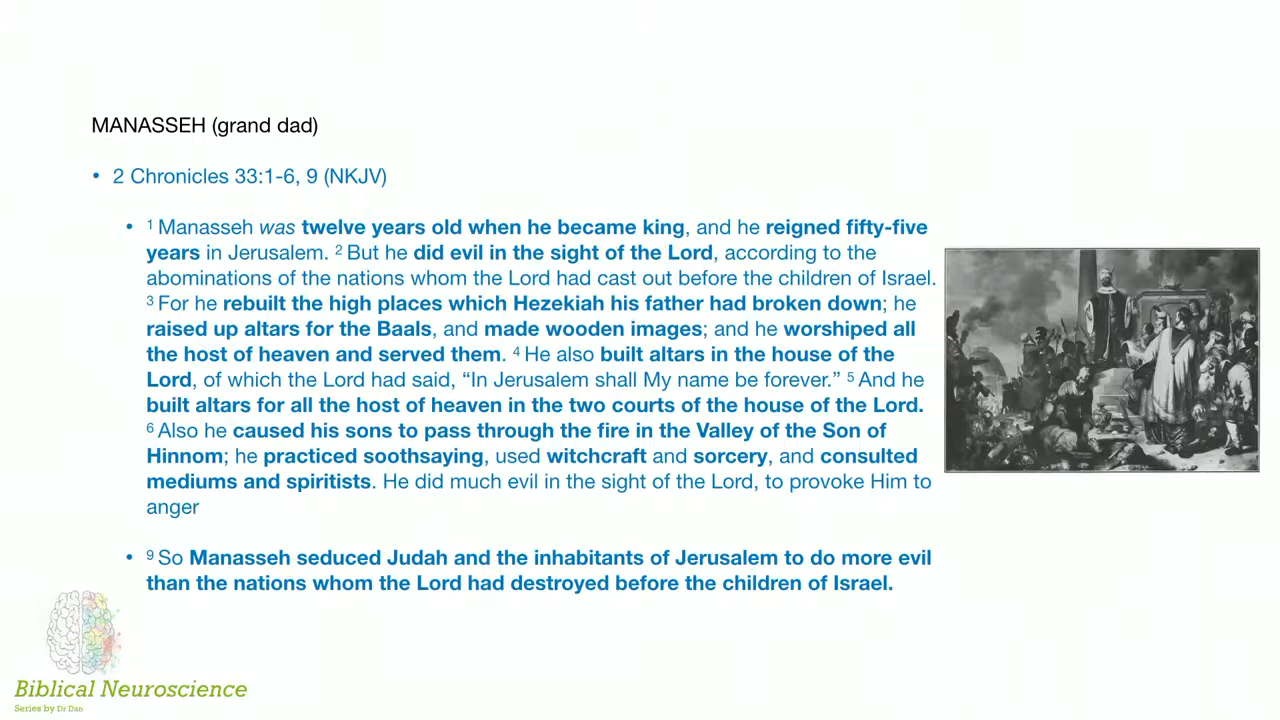 MANASSEH (grand dad)
• 2 Chronicles 33:1-6, 9 (NKJV)
• ¹ Manasseh was twelve years old when he became king, and he reigned fifty-five
years in Jerusalem. ² But he did evil in the sight of the Lord, according to the
abominations of the nations whom the Lord had cast out before the children of Israel.
³ For he rebuilt the high places which Hezekiah his father had broken down; he
raised up altars for the Baals, and made wooden images; and he worshiped all
the host of heaven and served them. ⁴ He also built altars in the house of the
Lord, of which the Lord had said, “In Jerusalem shall My name be forever.” ⁵ And he
built altars for all the host of heaven in the two courts of the house of the Lord.
⁶ Also he caused his sons to pass through the fire in the Valley of the Son of
Hinnom; he practiced soothsaying, used witchcraft and sorcery, and consulted
mediums and spiritists. He did much evil in the sight of the Lord, to provoke Him to
anger
• ⁹ So Manasseh seduced Judah and the inhabitants of Jerusalem to do more evil
than the nations whom the Lord had destroyed before the children of Israel.
Biblical Neuroscience
Series by Dr Dan